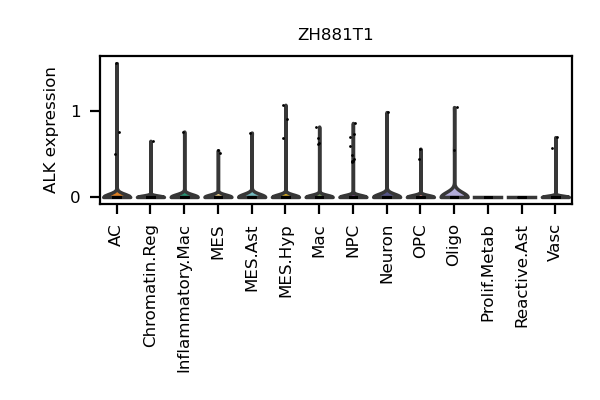 ZH881T1
ALK expression
1
0
AC
Chromatin.Reg
Inflammatory.Mac
MES
MES.Ast
MES.Hyp
Mac
NPC
Neuron
OPC
Oligo
Prolif.Metab
Reactive.Ast
Vasc